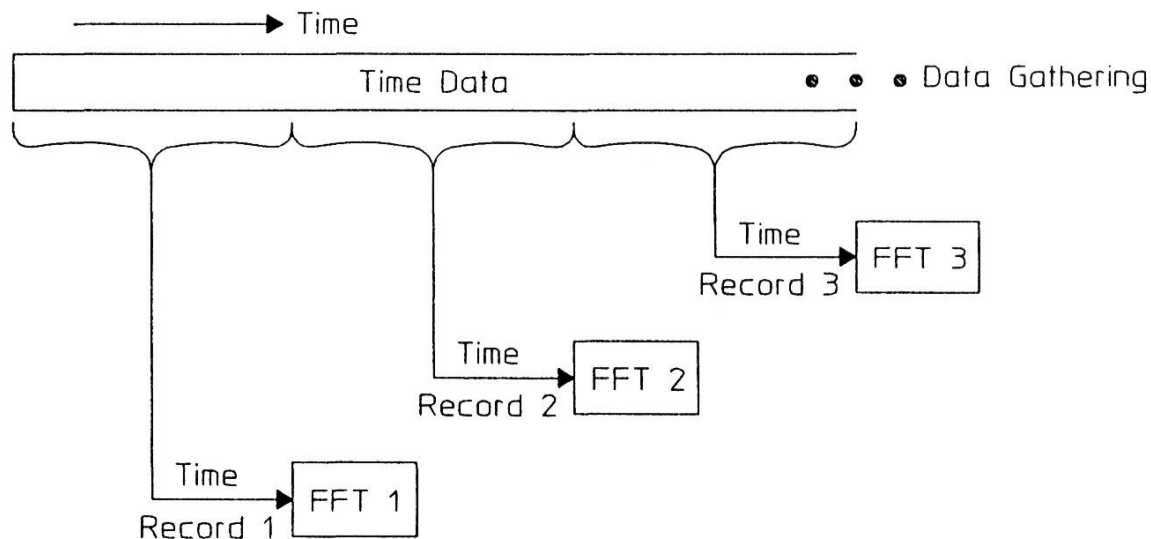 Time
Time Data
Data Gathering
Time
Record 3
FFT 3
Time
Record 2
FFT 2
Time
Record 1
FFT 1